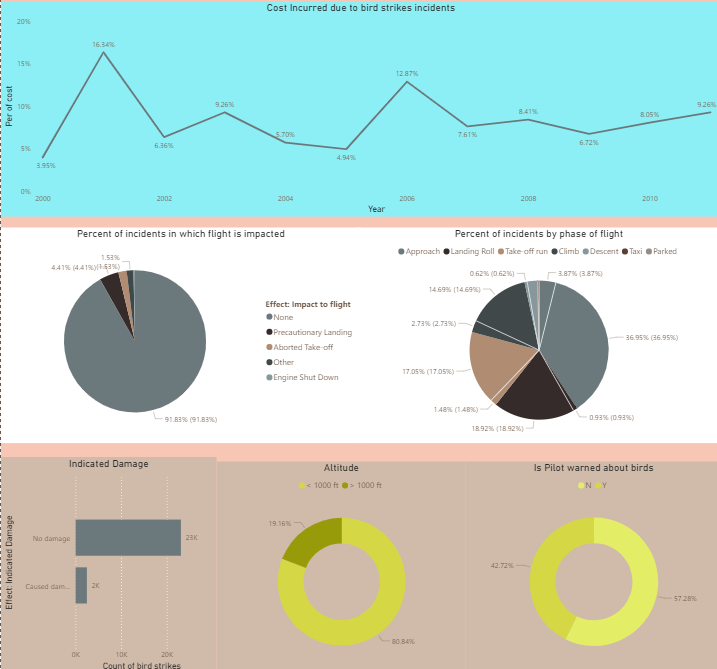 Cost Incurred due to bird strikes incidents
20%
15%
10%
5%
0%
Per of cost
3.95%
16.34%
6.36%
9.26%
5.70%
4.94%
12.87%
7.61%
8.41%
6.72%
8.05%
9.26%
2000
2002
2004
2006
2008
2010
Year
Percent of incidents in which flight is impacted
1.53%
(1.53%)
4.41% (4.41%)
91.83% (91.83%)
Effect: Impact to flight
None
Precautionary Landing
Aborted Take-off
Other
Engine Shut Down
Percent of incidents by phase of flight
Approach Landing Roll Take-off run Climb Descent Taxi Parked
0.62% (0.62%)
3.87% (3.87%)
14.69% (14.69%)
2.73% (2.73%)
36.95% (36.95%)
17.05% (17.05%)
1.48% (1.48%)
0.93% (0.93%)
18.92% (18.92%)
Indicated Damage
Effect: Indicated Damage
No damage
23K
Caused dam...
2K
0K
10K
20K
Count of bird strikes
Altitude
< 1000 ft > 1000 ft
19.16%
80.84%
Is Pilot warned about birds
N Y
42.72%
57.28%